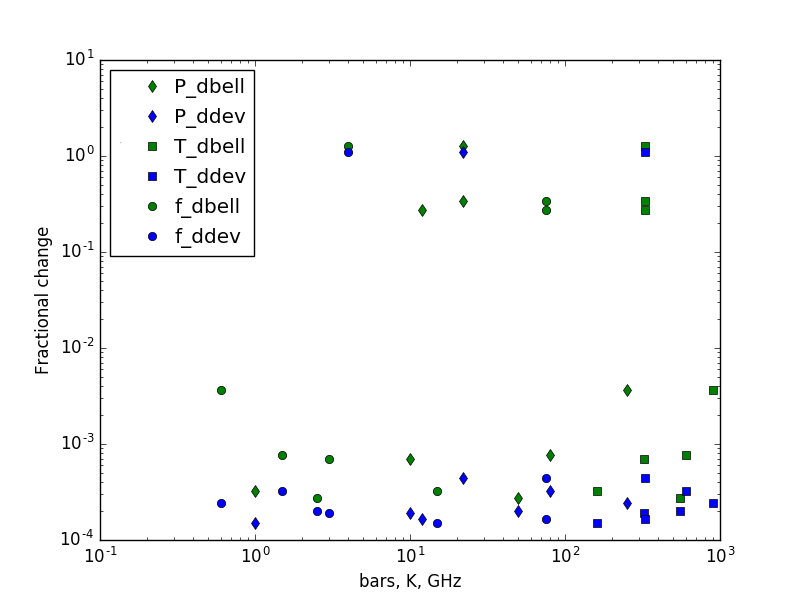 10^1
10^0
10^-1
10^-2
10^-3
10^-4
Fractional change
P_dbell
P_ddev
T_dbell
T_ddev
f_dbell
f_ddev
10^-1 10^0 10^1 10^2 10^3
bars, K, GHz